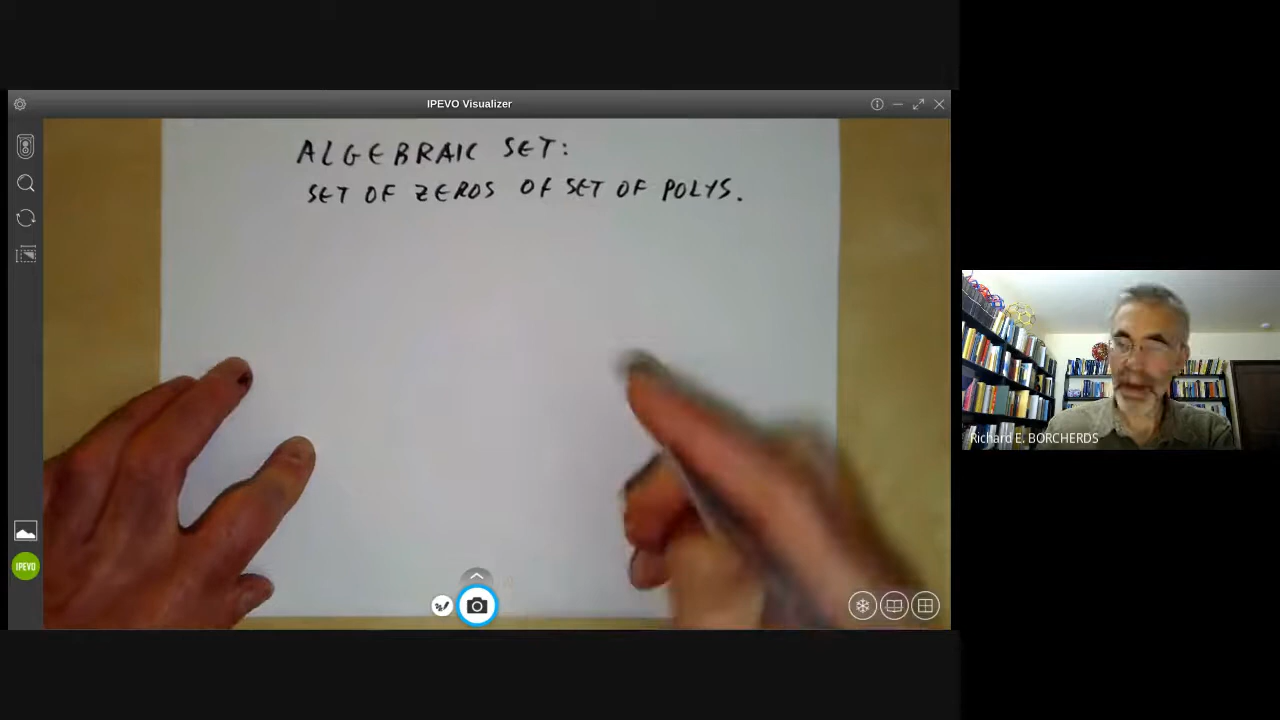 IPEVO Visualizer
ALGEBRAIC SET:
SET OF ZEROS OF SET OF POLYS.
Richard E. BORCHERDS
IPEVO